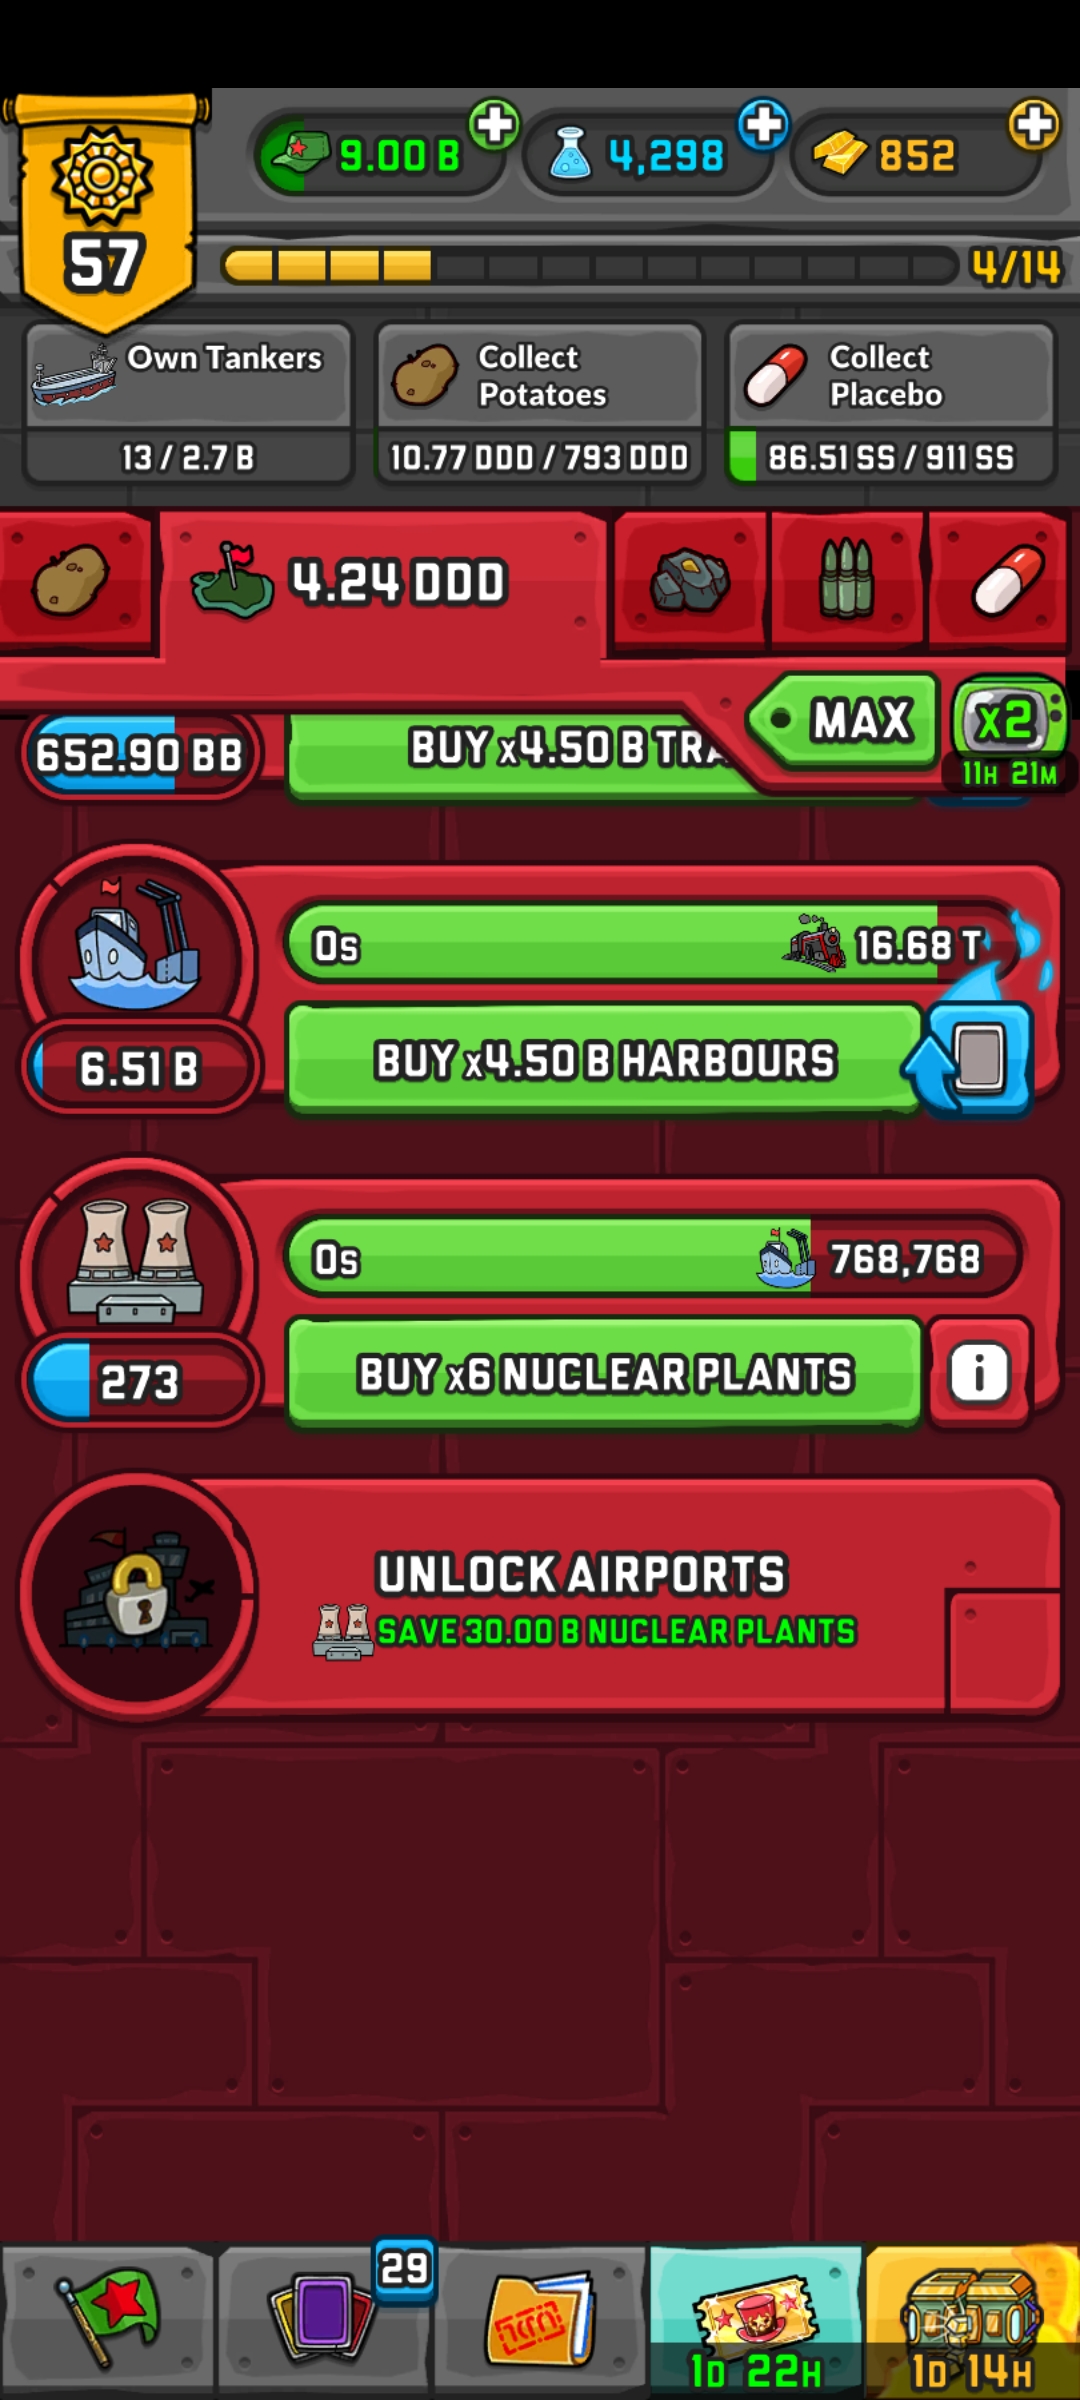 9.00 B
4,298
852
57
4/14
Own Tankers
13 / 2.7 B
Collect
Potatoes
10.77 DDD / 793 DDD
Collect
Placebo
86.51 SS / 911 SS
4.24 DDD
MAX
x2
11H 21M
652.90 BB
BUY x4.50 B TRA
0s
16.68 T
6.51 B
BUY x4.50 B HARBOURS
0s
768,768
273
BUY x6 NUCLEAR PLANTS
i
UNLOCK AIRPORTS
SAVE 30.00 B NUCLEAR PLANTS
29
1D 22H
1D 14H